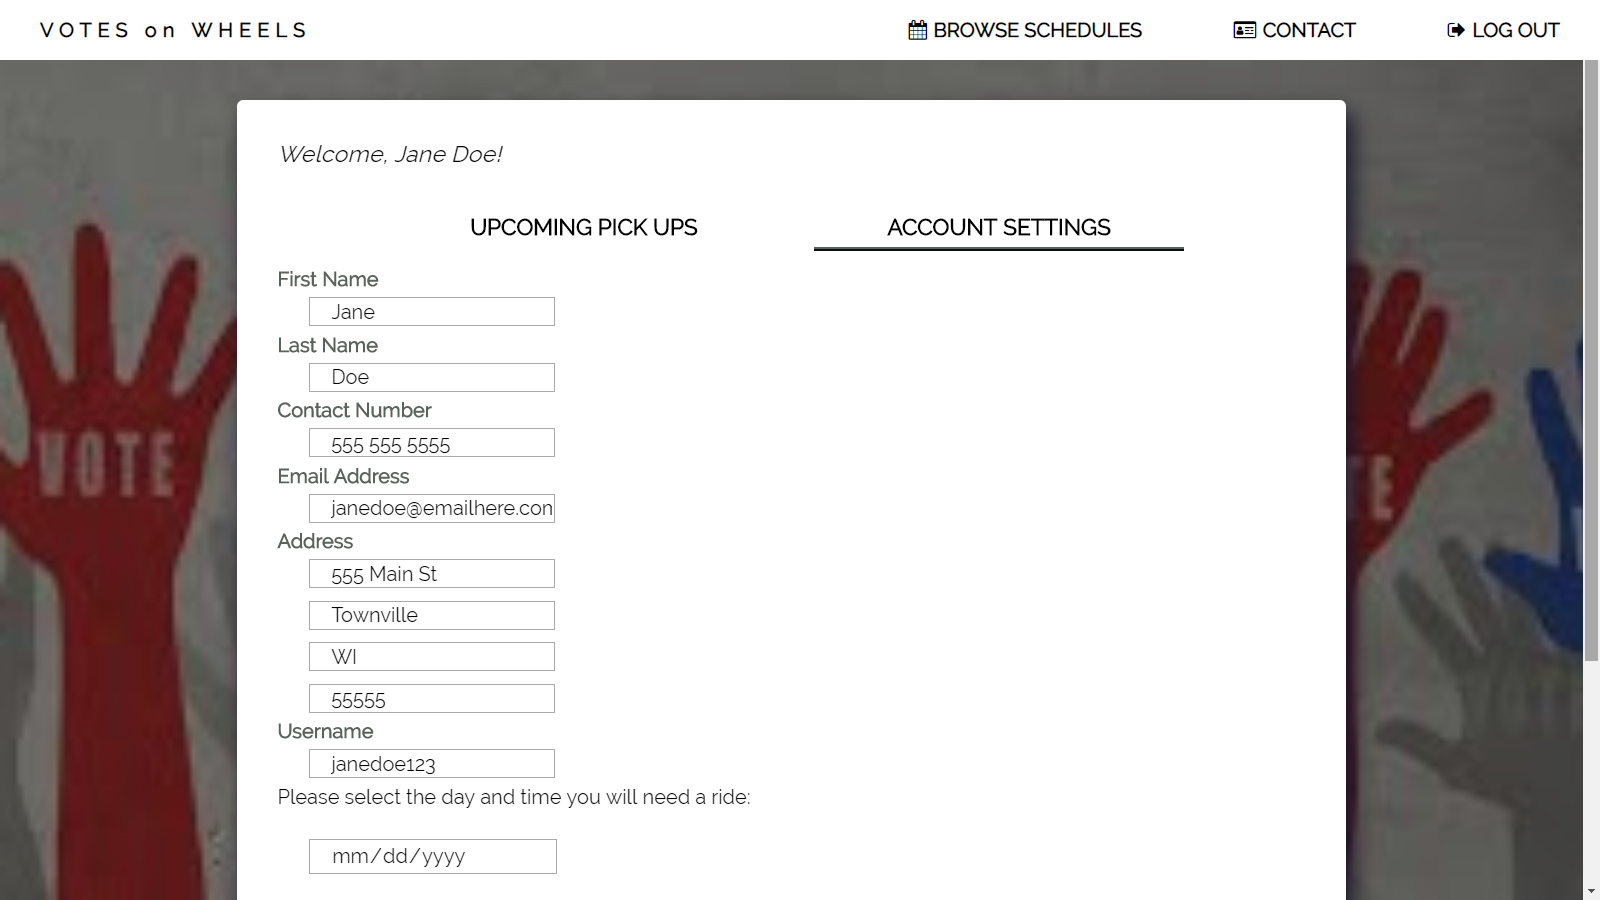 VOTES on WHEELS
BROWSE SCHEDULES
CONTACT
LOG OUT
Welcome, Jane Doe!
UPCOMING PICK UPS
ACCOUNT SETTINGS
First Name
Jane
Last Name
Doe
Contact Number
555 555 5555
Email Address
janedoe@emailhere.con
Address
555 Main St
Townville
WI
55555
Username
janedoe123
Please select the day and time you will need a ride:
mm/dd/yyyy
VOTE
TE